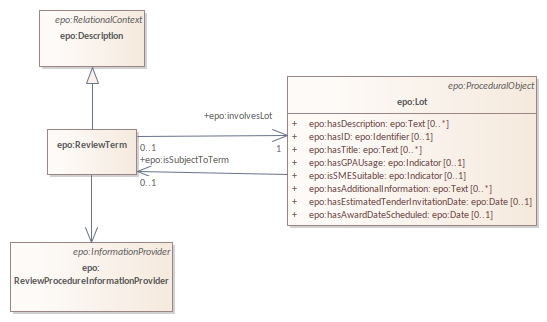 epo:RelationalContext
epo:Description
epo:ReviewTerm
+epo:involvesLot
0..1
1
+epo:isSubjectToTerm
0..1
epo:ProceduralObject
epo:Lot
+ epo:hasDescription: epo:Text [0..*]
+ epo:hasID: epo:Identifier [0..1]
+ epo:hasTitle: epo:Text [0..*]
+ epo:hasGPAUsage: epo:Indicator [0..1]
+ epo:isSMESuitable: epo:Indicator [0..1]
+ epo:hasAdditionalInformation: epo:Text [0..*]
+ epo:hasEstimatedTenderInvitationDate: epo:Date [0..1]
+ epo:hasAwardDateScheduled: epo:Date [0..1]
epo:InformationProvider
epo:
ReviewProcedureInformationProvider